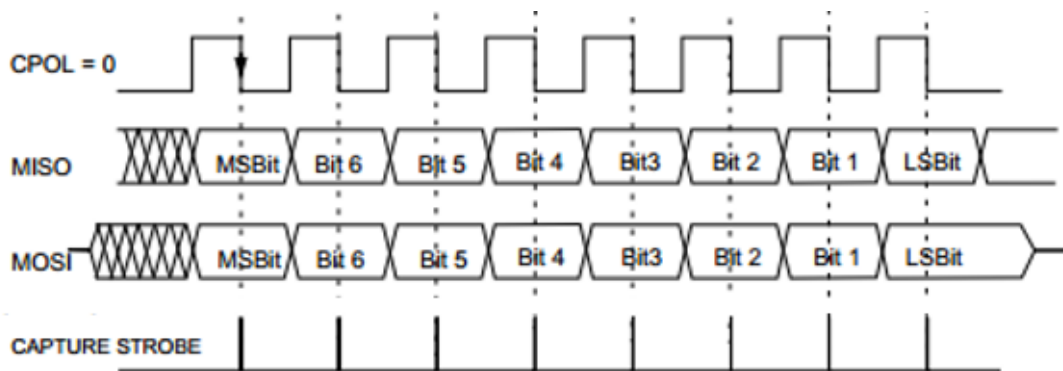 CPOL = 0
MISO MSBit Bit 6 Bit 5 Bit 4 Bit3 Bit 2 Bit 1 LSBit
MOSI MSBit Bit 6 Bit 5 Bit 4 Bit3 Bit 2 Bit 1 LSBit
CAPTURE STROBE